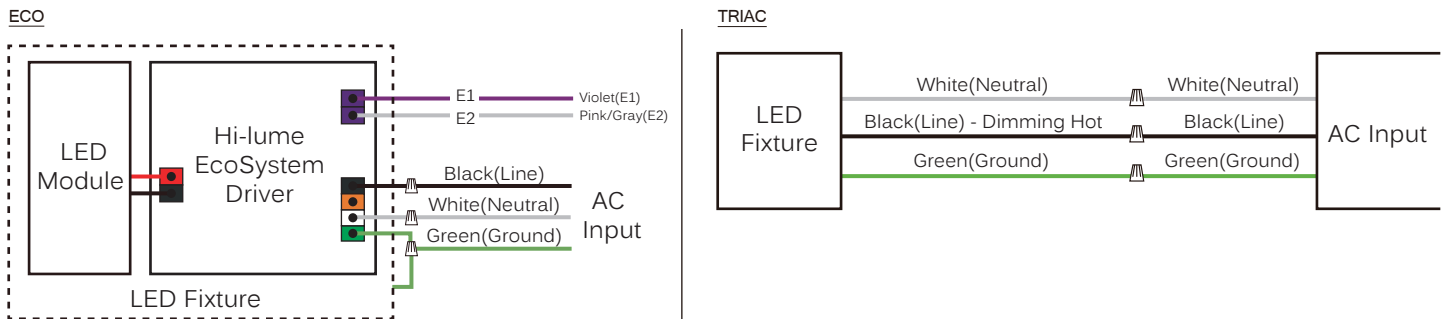 ECO
LED
Module
Hi-lume
EcoSystem
Driver
E1
E2
Violet(E1)
Pink/Gray(E2)
Black(Line)
White(Neutral)
Green(Ground)
AC
Input
LED Fixture
TRIAC
LED
Fixture
White(Neutral)
White(Neutral)
Black(Line) - Dimming Hot
Black(Line)
Green(Ground)
Green(Ground)
AC Input